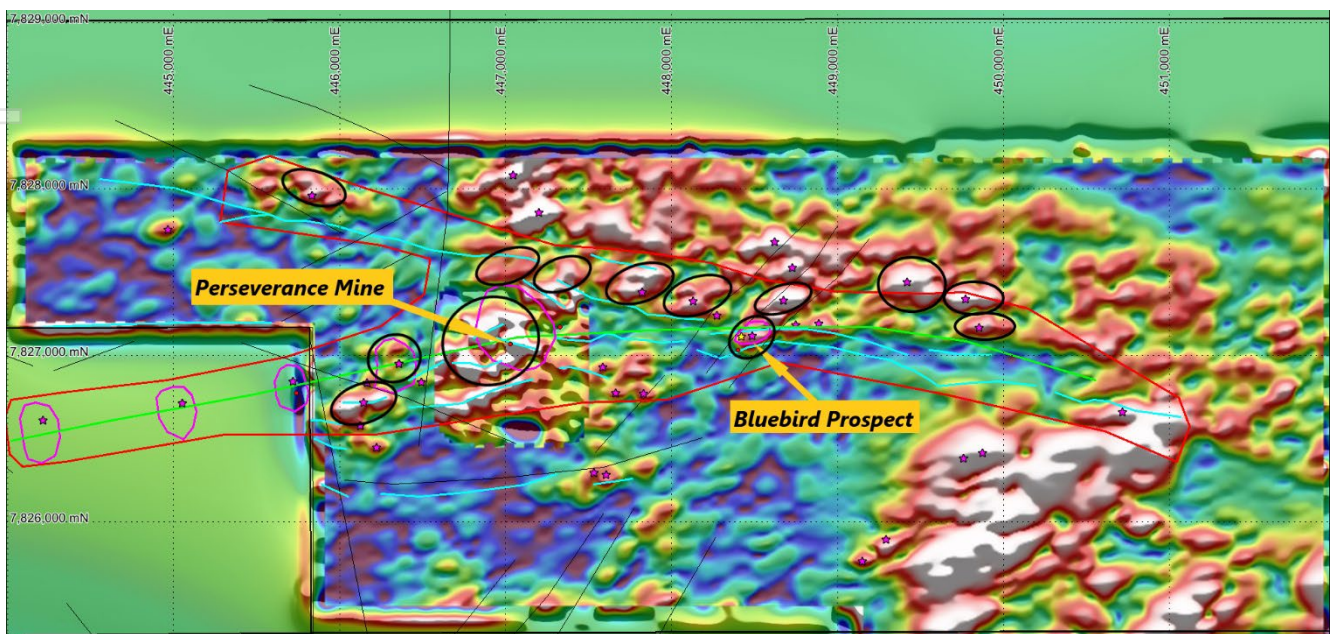 7,829,000 mN
445,000 mE
446,000 mE
447,000 mE
448,000 mE
449,000 mE
450,000 mE
451,000 mE
7,828,000 mN
Perseverance Mine
7,827,000 mN
Bluebird Prospect
7,826,000 mN